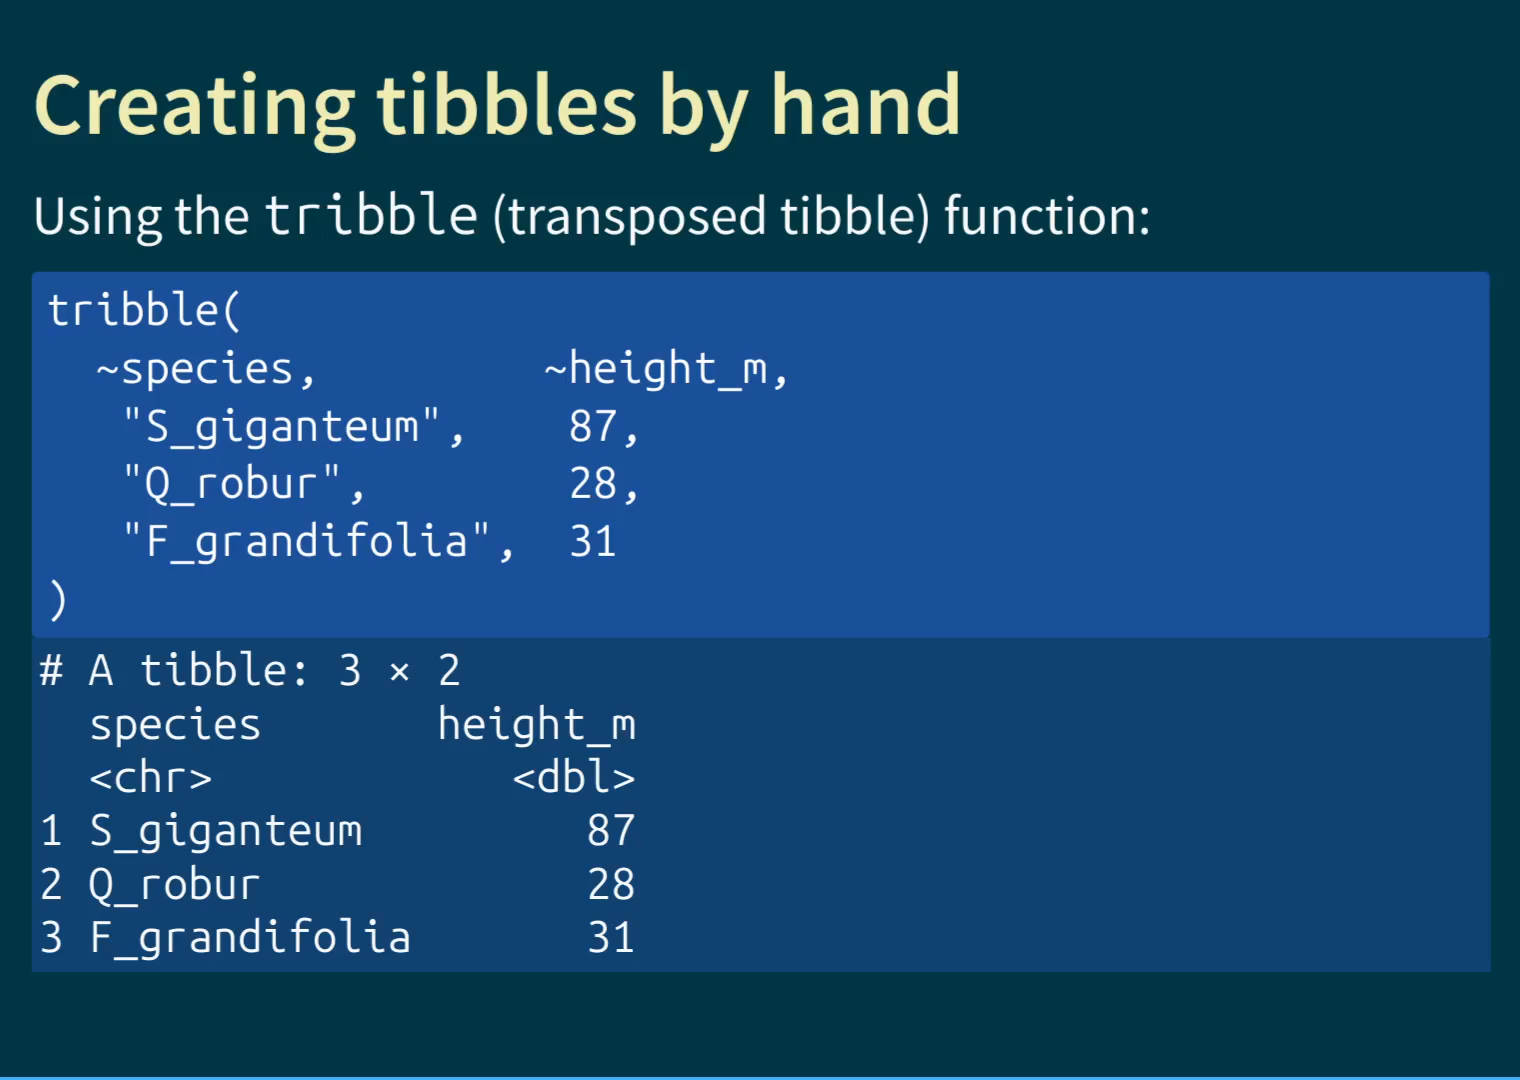 Creating tibbles by hand
Using the tribble (transposed tibble) function:
tribble(
  ~species,         ~height_m,
   "S_giganteum",    87,
   "Q_robur",        28,
   "F_grandifolia",  31
)
# A tibble: 3 × 2
  species       height_m
  <chr>            <dbl>
1 S_giganteum         87
2 Q_robur             28
3 F_grandifolia       31